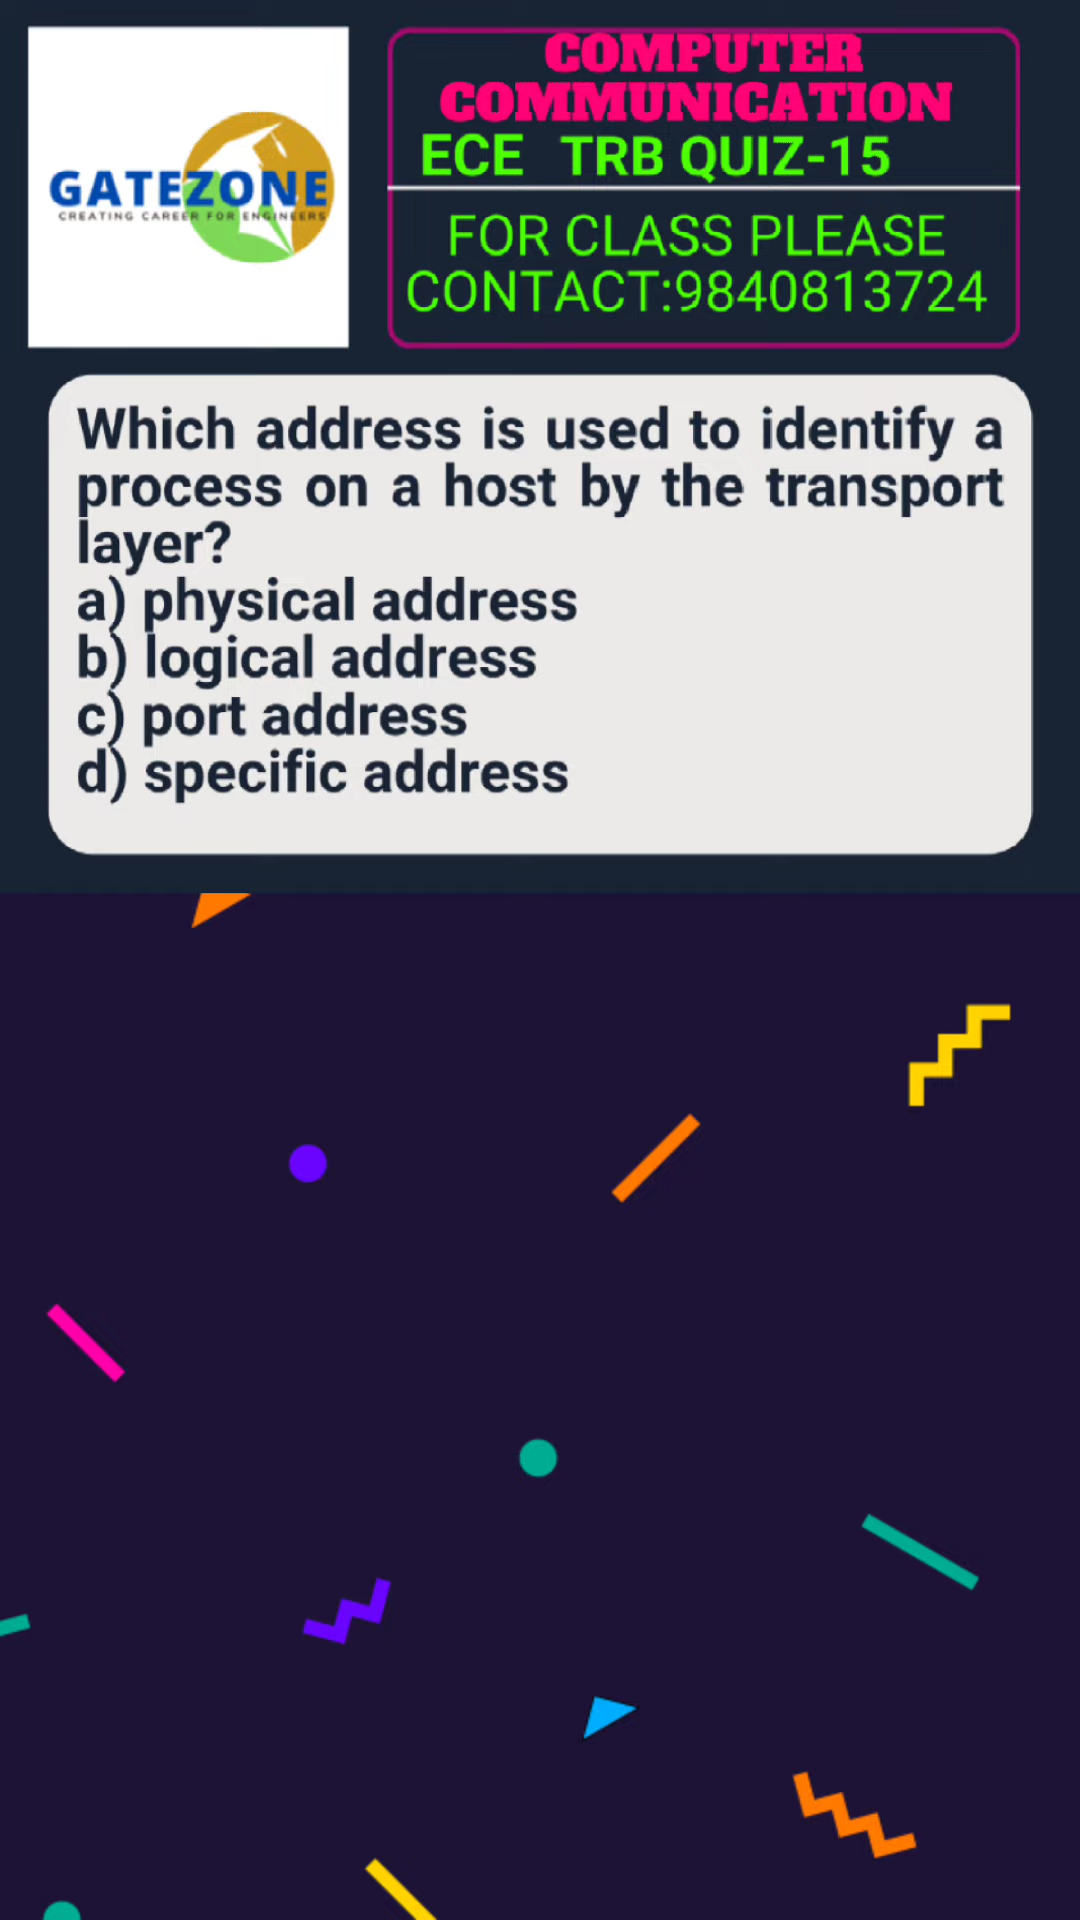 GATEZONE
CREATING CAREER FOR ENGINEERS
COMPUTER
COMMUNICATION
ECE TRB QUIZ-15
FOR CLASS PLEASE
CONTACT:9840813724
Which address is used to identify a
process on a host by the transport
layer?
a) physical address
b) logical address
c) port address
d) specific address